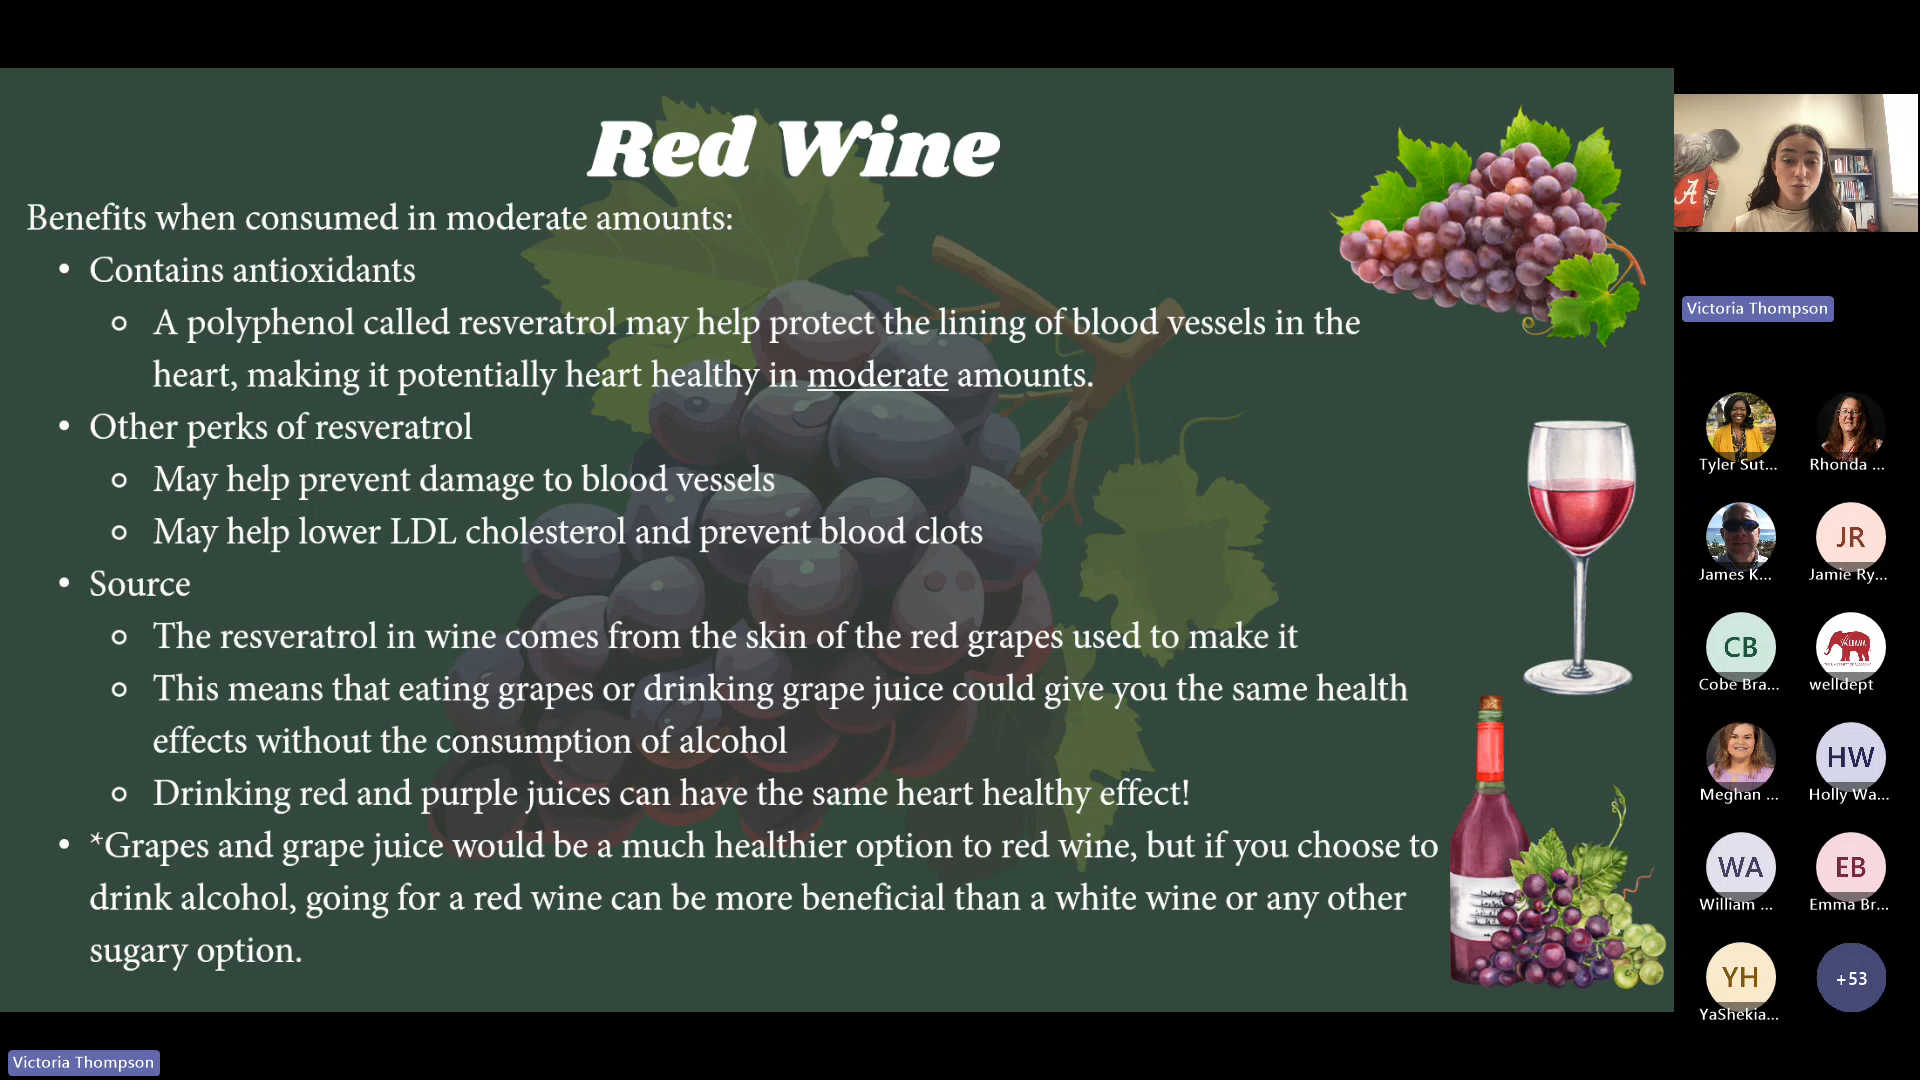 Red Wine
Benefits when consumed in moderate amounts:
• Contains antioxidants
A polyphenol called resveratrol may help protect the lining of blood vessels in the
heart, making it potentially heart healthy in moderate amounts.
• Other perks of resveratrol
May help prevent damage to blood vessels
May help lower LDL cholesterol and prevent blood clots
• Source
The resveratrol in wine comes from the skin of the red grapes used to make it
This means that eating grapes or drinking grape juice could give you the same health
effects without the consumption of alcohol
Drinking red and purple juices can have the same heart healthy effect!
• *Grapes and grape juice would be a much healthier option to red wine, but if you choose to
drink alcohol, going for a red wine can be more beneficial than a white wine or any other
sugary option.
A
Victoria Thompson
Tyler Sut...
Rhonda ...
James K...
JR
Jamie Ry...
CB
Cobe Bra...
welldept
Meghan ...
HW
Holly Wa...
WA
William ...
EB
Emma Br...
YH
YaShekia...
+53
Victoria Thompson